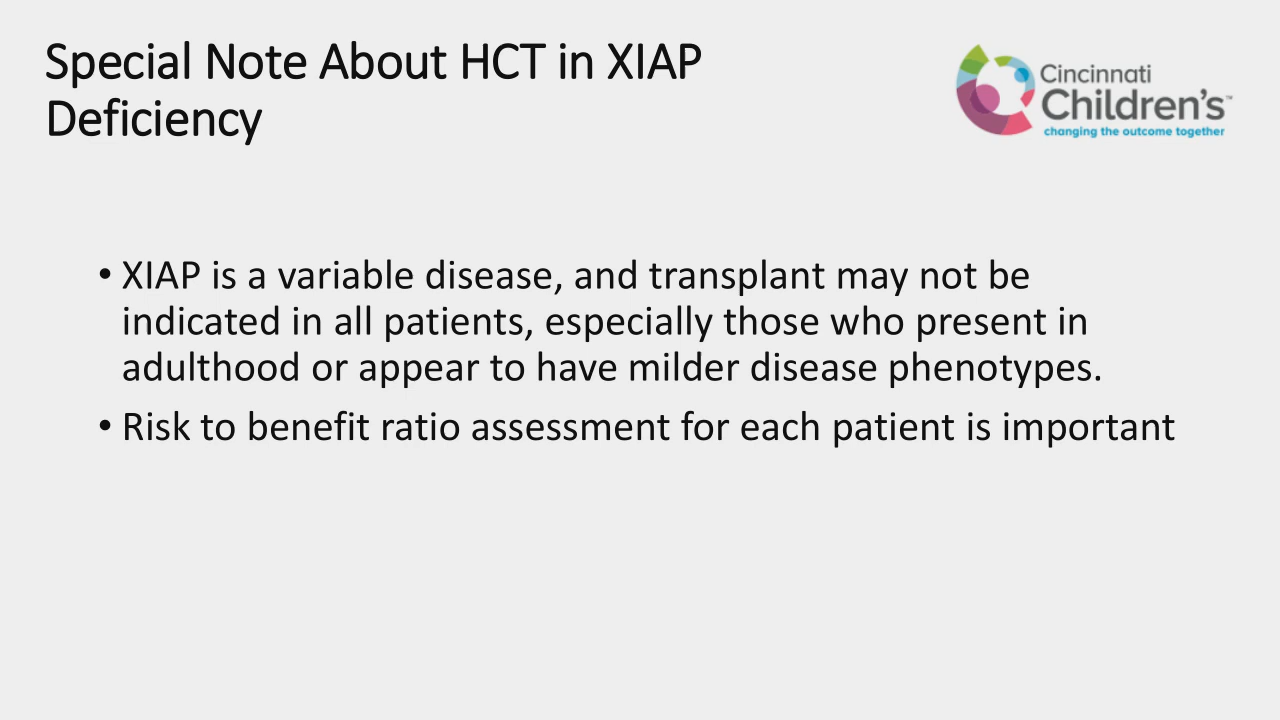 Special Note About HCT in XIAP
Deficiency
Cincinnati
Children's™
changing the outcome together
• XIAP is a variable disease, and transplant may not be
indicated in all patients, especially those who present in
adulthood or appear to have milder disease phenotypes.
• Risk to benefit ratio assessment for each patient is important